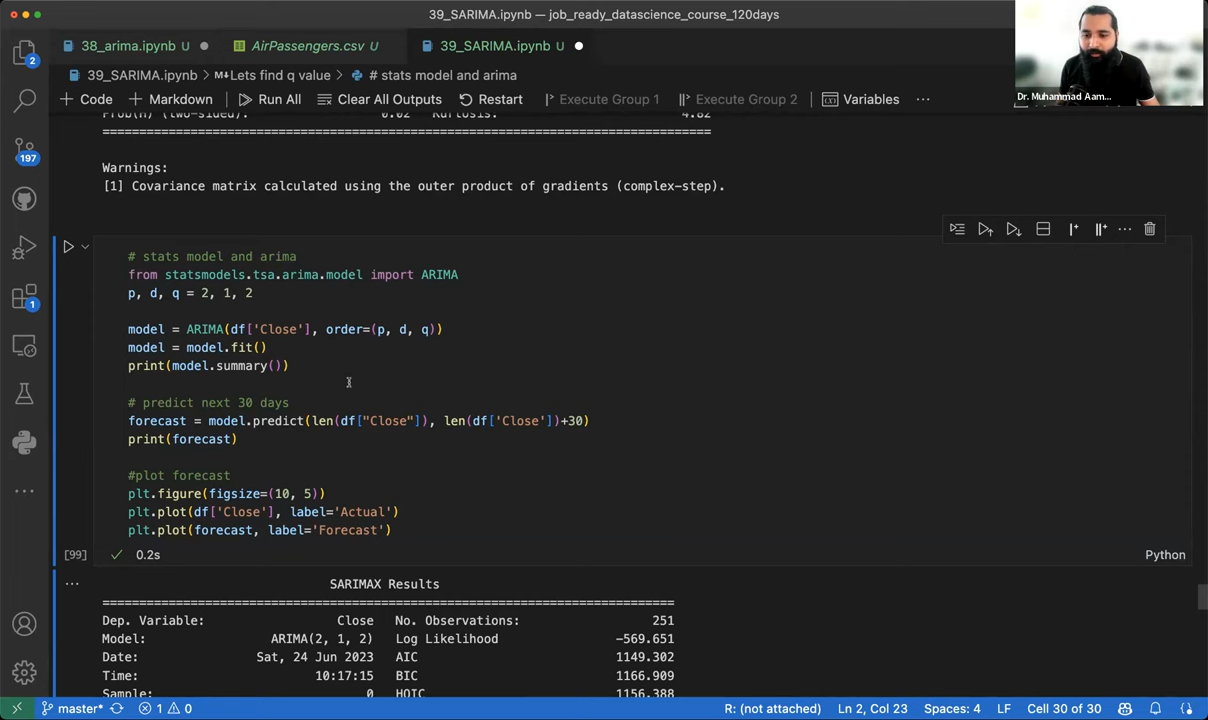 39_SARIMA.ipynb — job_ready_datascience_course_120days
38_arima.ipynb U
AirPassengers.csv U
39_SARIMA.ipynb U
39_SARIMA.ipynb > M↓Lets find q value > # stats model and arima
+ Code + Markdown Run All Clear All Outputs Restart Execute Group 1 Execute Group 2 Variables ...
Dr. Muhammad Aam...
Prob(H) (two-sided): 0.02 Kurtosis: 4.82
=====================================================================================
Warnings:
[1] Covariance matrix calculated using the outer product of gradients (complex-step).
# stats model and arima
from statsmodels.tsa.arima.model import ARIMA
p, d, q = 2, 1, 2
model = ARIMA(df['Close'], order=(p, d, q))
model = model.fit()
print(model.summary())
# predict next 30 days
forecast = model.predict(len(df["Close"]), len(df['Close'])+30)
print(forecast)
#plot forecast
plt.figure(figsize=(10, 5))
plt.plot(df['Close'], label='Actual')
plt.plot(forecast, label='Forecast')
[99] ✓ 0.2s Python
... SARIMAX Results
==============================================================================
Dep. Variable: Close No. Observations: 251
Model: ARIMA(2, 1, 2) Log Likelihood -569.651
Date: Sat, 24 Jun 2023 AIC 1149.302
Time: 10:17:15 BIC 1166.909
Sample: 0 HQIC 1156.388
2
197
1
master* 1 0 R: (not attached) Ln 2, Col 23 Spaces: 4 LF Cell 30 of 30